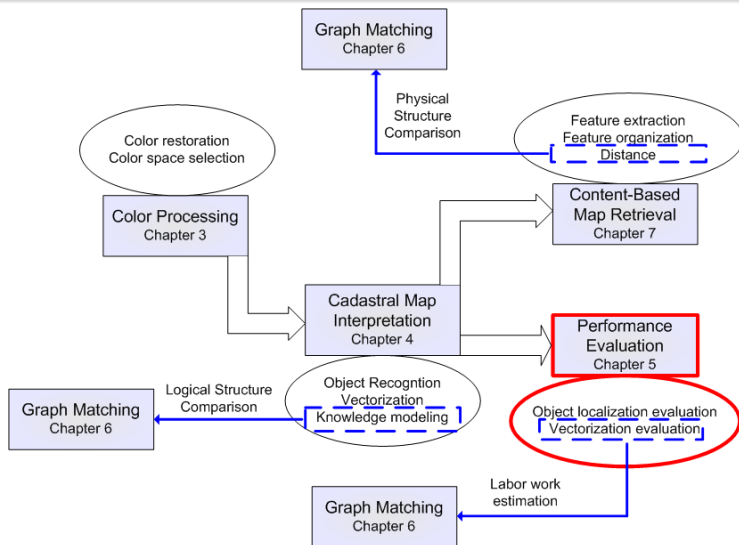 Graph Matching
Chapter 6
Physical
Structure
Comparison
Feature extraction
Feature organization
Distance
Color restoration
Color space selection
Color Processing
Chapter 3
Content-Based
Map Retrieval
Chapter 7
Cadastral Map
Interpretation
Chapter 4
Performance
Evaluation
Chapter 5
Logical Structure
Comparison
Graph Matching
Chapter 6
Object Recogntion
Vectorization
Knowledge modeling
Object localization evaluation
Vectorization evaluation
Labor work
estimation
Graph Matching
Chapter 6